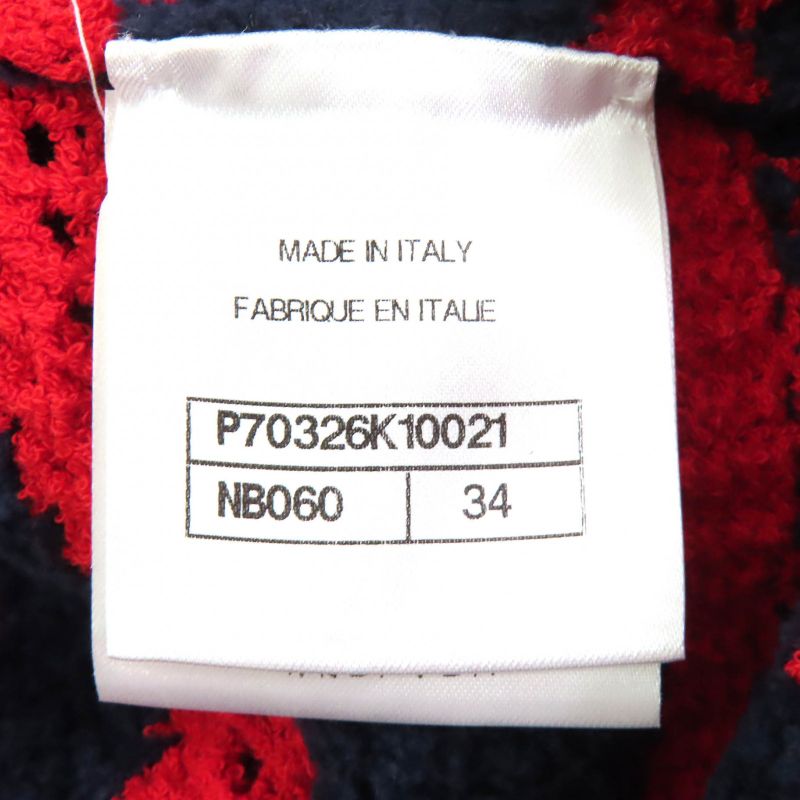 MADE IN ITALY
FABRIQUE EN ITALIE
P70326K10021
NB060 34